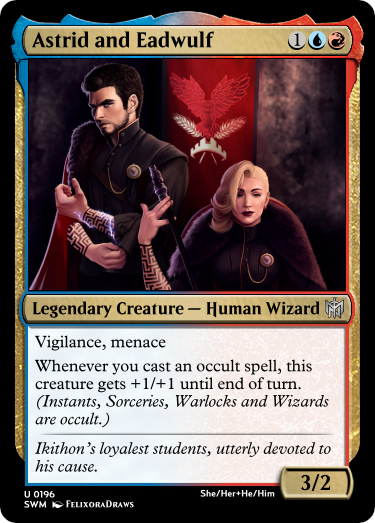 Astrid and Eadwulf 1
Legendary Creature — Human Wizard
Vigilance, menace
Whenever you cast an occult spell, this
creature gets +1/+1 until end of turn.
(Instants, Sorceries, Warlocks and Wizards
are occult.)
Ikithon's loyalest students, utterly devoted to
his cause.
3/2
U 0196
She/Her+He/Him
SWM FelixoraDraws